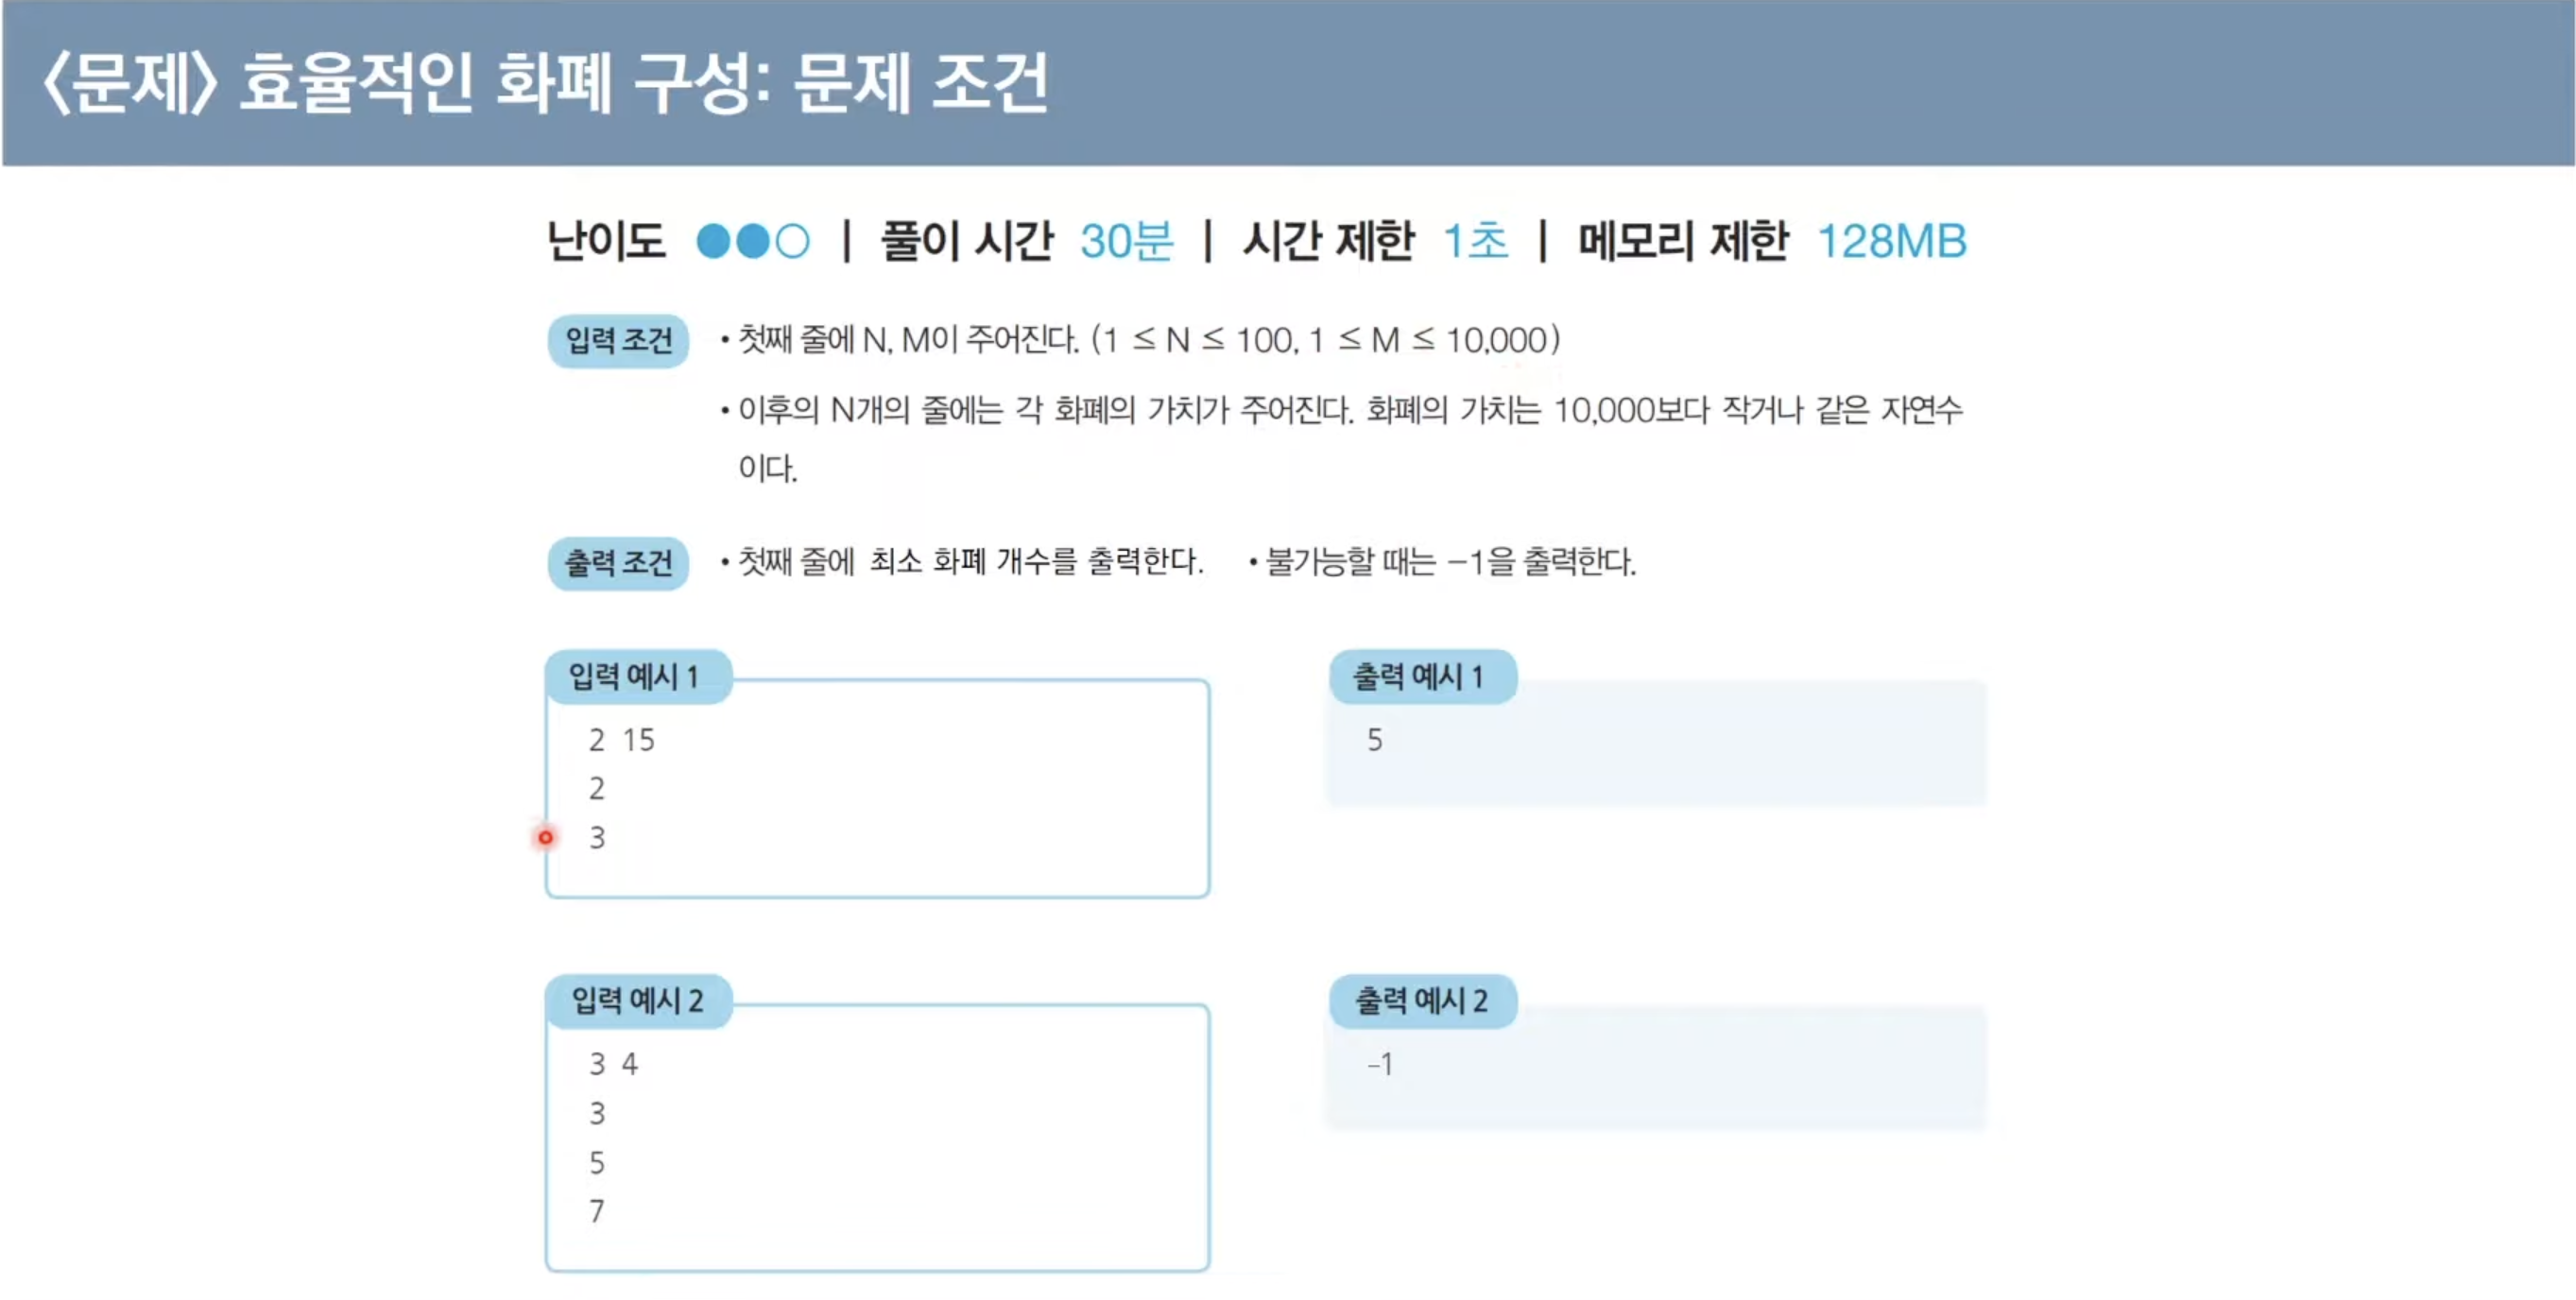 〈문제〉 효율적인 화폐 구성: 문제 조건
난이도 ●●○ | 풀이 시간 30분 | 시간 제한 1초 | 메모리 제한 128MB
입력 조건 • 첫째 줄에 N, M이 주어진다. (1 ≤ N ≤ 100, 1 ≤ M ≤ 10,000)
• 이후의 N개의 줄에는 각 화폐의 가치가 주어진다. 화폐의 가치는 10,000보다 작거나 같은 자연수
이다.
출력 조건 • 첫째 줄에 최소 화폐 개수를 출력한다. • 불가능할 때는 −1을 출력한다.
입력 예시 1
2 15
2
3
출력 예시 1
5
입력 예시 2
3 4
3
5
7
출력 예시 2
–1